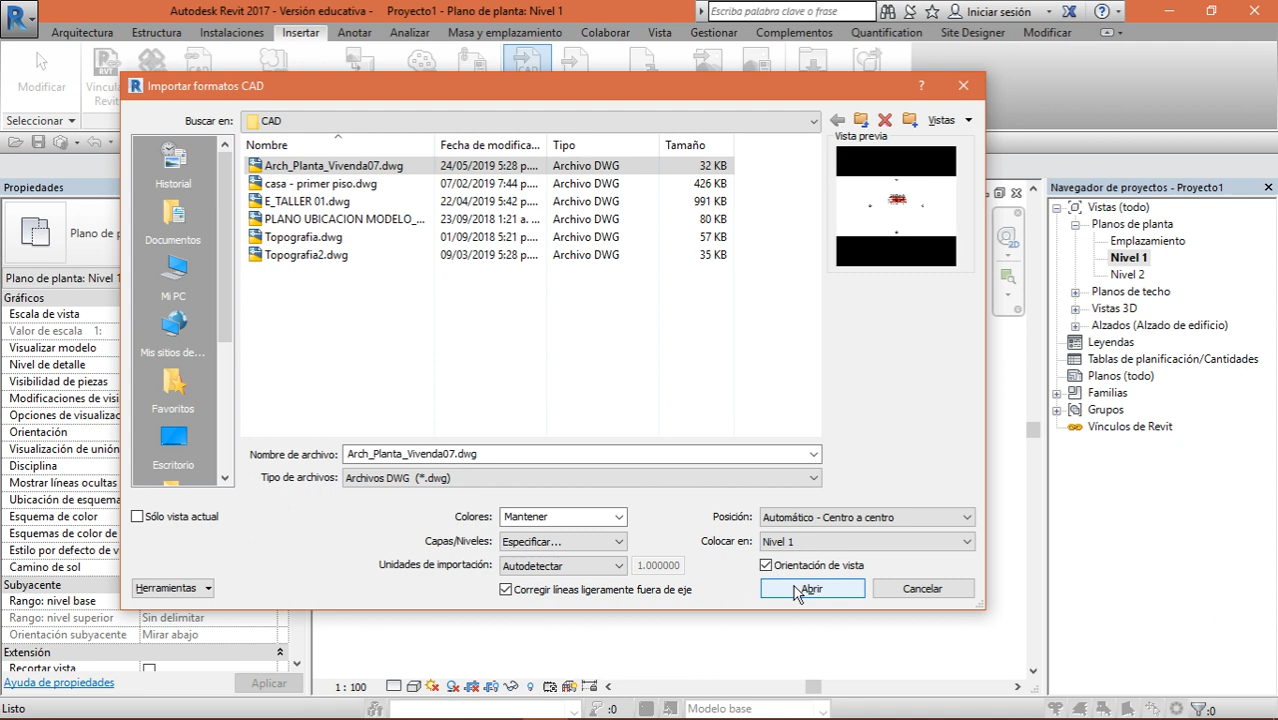 Autodesk Revit 2017 - Versión educativa -    Proyecto1 - Plano de planta: Nivel 1
Escriba palabra clave o frase
Iniciar sesión
Arquitectura Estructura Instalaciones Insertar Anotar Analizar Masa y emplazamiento Colaborar Vista Gestionar Complementos Quantification Site Designer Modificar
Modificar
Seleccionar
Importar formatos CAD
Buscar en: CAD
Vistas
Vista previa
Nombre Fecha de modifica... Tipo Tamaño
Arch_Planta_Vivenda07.dwg 24/05/2019 5:28 p.... Archivo DWG 32 KB
casa - primer piso.dwg 07/02/2019 7:44 p.... Archivo DWG 426 KB
E_TALLER 01.dwg 22/04/2019 5:42 p.... Archivo DWG 991 KB
PLANO UBICACION MODELO_... 23/09/2018 1:21 a. ... Archivo DWG 80 KB
Topografia.dwg 01/09/2018 5:21 p.... Archivo DWG 57 KB
Topografia2.dwg 09/03/2019 5:28 p.... Archivo DWG 35 KB
Historial
Documentos
Mi PC
Mis sitios de...
Favoritos
Escritorio
Nombre de archivo: Arch_Planta_Vivenda07.dwg
Tipo de archivos: Archivos DWG (*.dwg)
Sólo vista actual
Colores: Mantener
Capas/Niveles: Especificar...
Unidades de importación: Autodetectar 1.000000
Corregir líneas ligeramente fuera de eje
Posición: Automático - Centro a centro
Colocar en: Nivel 1
Orientación de vista
Herramientas
Abrir Cancelar
Propiedades
Plano de p
Plano de planta: Nivel 1
Gráficos
Escala de vista
Valor de escala 1:
Visualizar modelo
Nivel de detalle
Visibilidad de piezas
Modificaciones de visi
Opciones de visualizac
Orientación
Visualización de unión
Disciplina
Mostrar líneas ocultas
Ubicación de esquema
Esquema de color
Esquemas de color
Estilo por defecto de v
Camino de sol
Subyacente
Rango: nivel base
Rango: nivel superior Sin delimitar
Orientación subyacente Mirar abajo
Extensión
Recortar vista
Ayuda de propiedades
Aplicar
Navegador de proyectos - Proyecto1
Vistas (todo)
Planos de planta
Emplazamiento
Nivel 1
Nivel 2
Planos de techo
Vistas 3D
Alzados (Alzado de edificio)
Leyendas
Tablas de planificación/Cantidades
Planos (todo)
Familias
Grupos
Vínculos de Revit
1 : 100
Listo
:0
Modelo base
:0